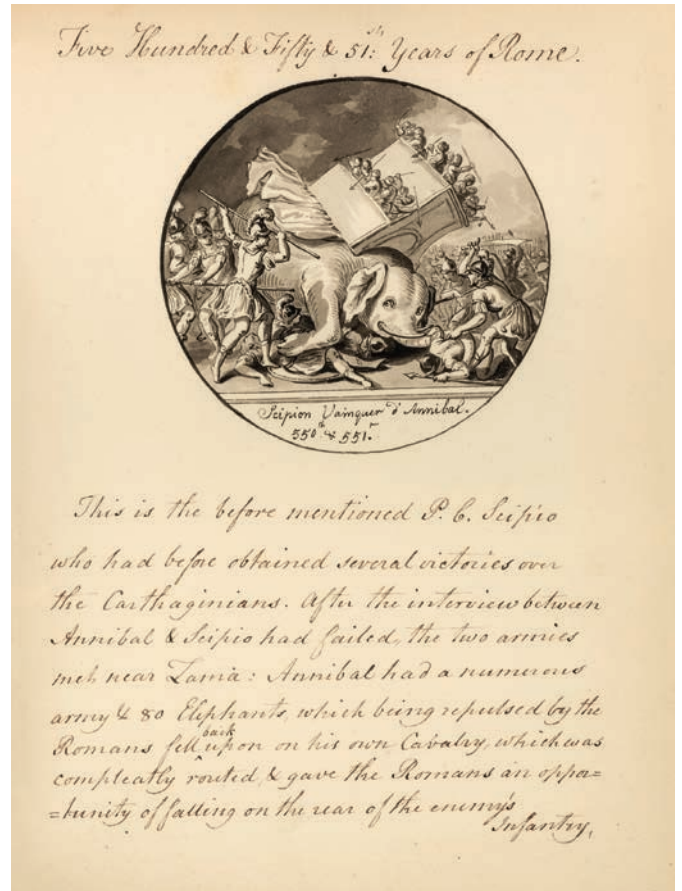 Five Hundred & Fifty & 51:st Years of Rome.
Scipion Vainquer d'Annibal.
550.e & 551.r
This is the before mentioned P. C. Scipio
who had before obtained several victories over
the Carthaginians. After the interview between
Annibal & Scipio had failed, the two armies
met near Zama: Annibal had a numerous
army & 80 Elephants, which being repulsed by the
Romans fell back upon on his own Cavalry, which was
compleatly routed, & gave the Romans an oppor=
=tunity of falling on the rear of the enemy's
Infantry,